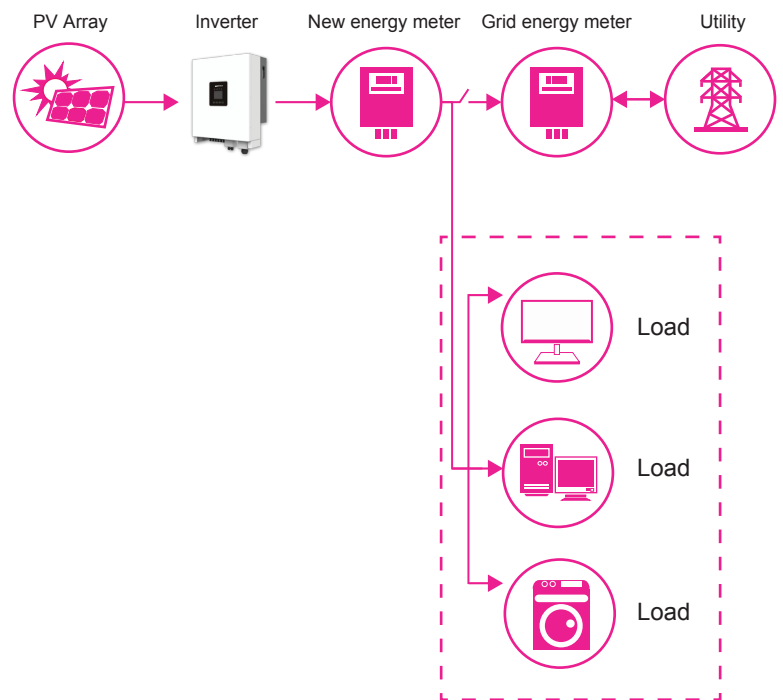 PV Array
Inverter
New energy meter
Grid energy meter
Utility
Load
Load
Load